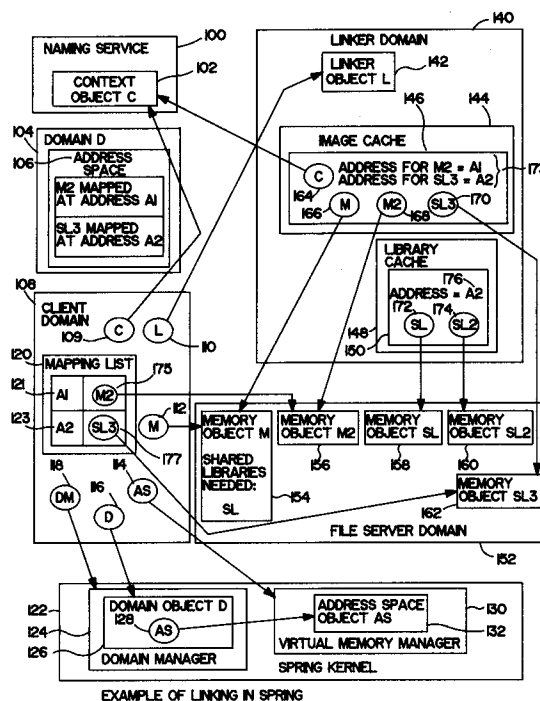 NAMING SERVICE
100
CONTEXT
OBJECT C
102
104
DOMAIN D
106
ADDRESS
SPACE
M2 MAPPED
AT ADDRESS A1
SL3 MAPPED
AT ADDRESS A2
LINKER DOMAIN
140
LINKER
OBJECT L
142
146
144
IMAGE CACHE
C
ADDRESS FOR M2 = A1
ADDRESS FOR SL3 = A2
164
166
M
M2
168
SL3
170
LIBRARY
CACHE
176
ADDRESS = A2
172
174
148
150
SL
SL2
108
CLIENT
DOMAIN
C
L
109
110
120
MAPPING LIST
175
121
A1
M2
112
123
A2
SL3
M
177
118
114
116
AS
DM
D
MEMORY
OBJECT M
SHARED
LIBRARIES
NEEDED:
SL
154
MEMORY
OBJECT M2
156
MEMORY
OBJECT SL
158
MEMORY
OBJECT SL2
160
MEMORY
OBJECT SL3
162
FILE SERVER DOMAIN
152
122
124
126
DOMAIN OBJECT D
128
AS
DOMAIN MANAGER
ADDRESS SPACE
OBJECT AS
130
132
VIRTUAL MEMORY MANAGER
SPRING KERNEL
EXAMPLE OF LINKING IN SPRING